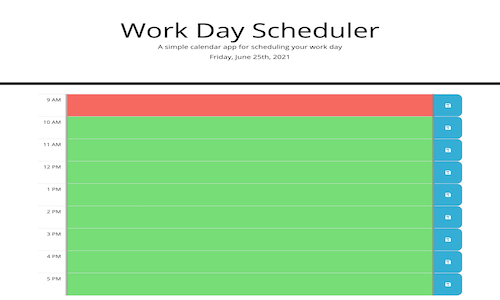 Work Day Scheduler
A simple calendar app for scheduling your work day
Friday, June 25th, 2021
9 AM
10 AM
11 AM
12 PM
1 PM
2 PM
3 PM
4 PM
5 PM